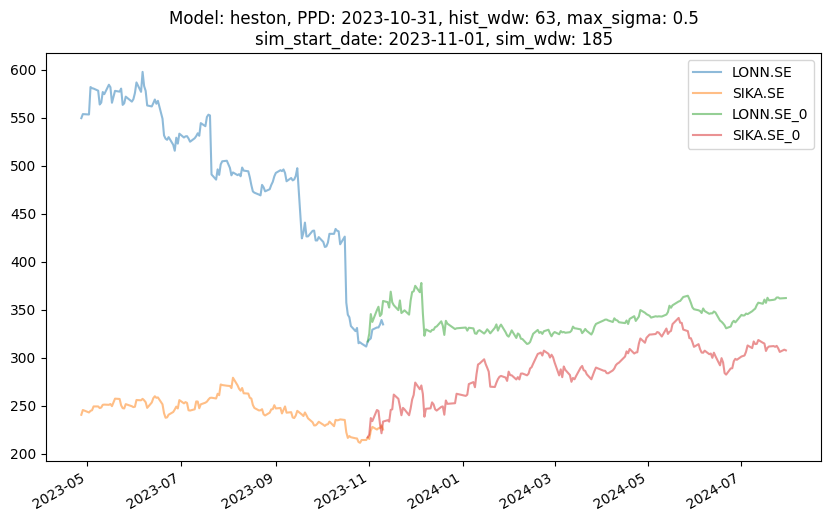 Model: heston, PPD: 2023-10-31, hist_wdw: 63, max_sigma: 0.5
sim_start_date: 2023-11-01, sim_wdw: 185
LONN.SE
SIKA.SE
LONN.SE_0
SIKA.SE_0
600
550
500
450
400
350
300
250
200
2023-05
2023-07
2023-09
2023-11
2024-01
2024-03
2024-05
2024-07